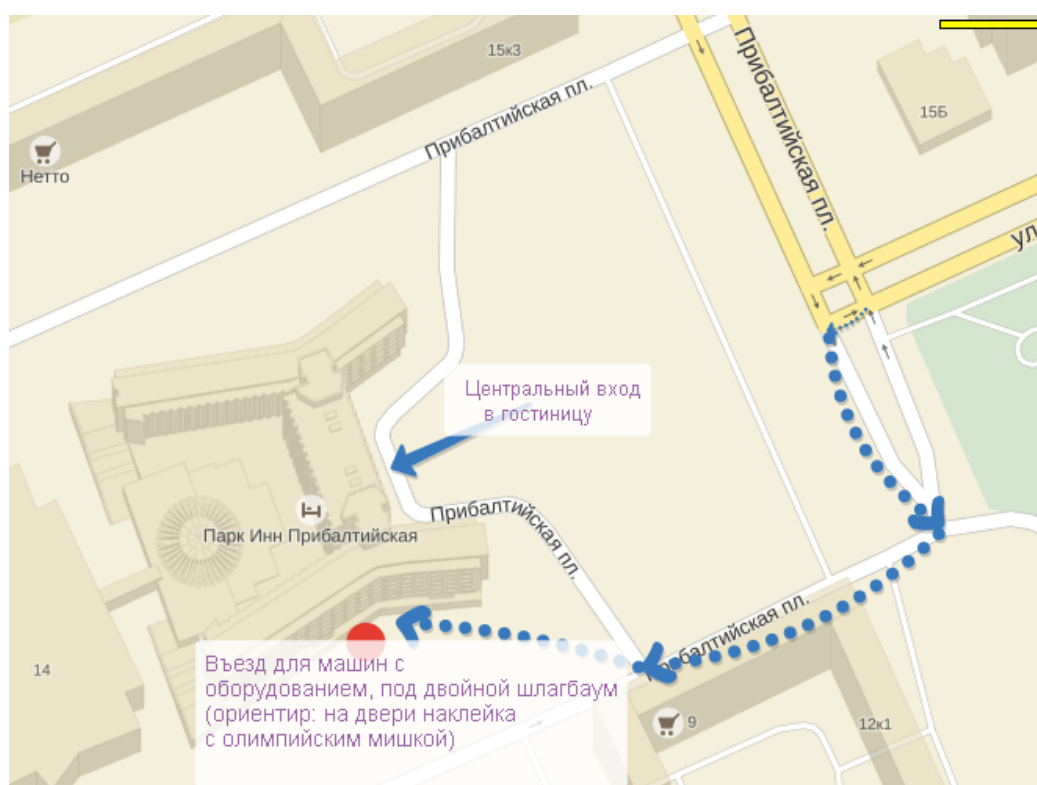 15к3
Прибалтийская пл.
Прибалтийская пл.
15Б
Нетто
ул
Центральный вход
в гостиницу
Прибалтийская
пл.
Парк Инн Прибалтийская
Прибалтийская пл.
Въезд для машин с
оборудованием, под двойной шлагбаум
(ориентир: на двери наклейка
с олимпийским мишкой)
14
9
12к1